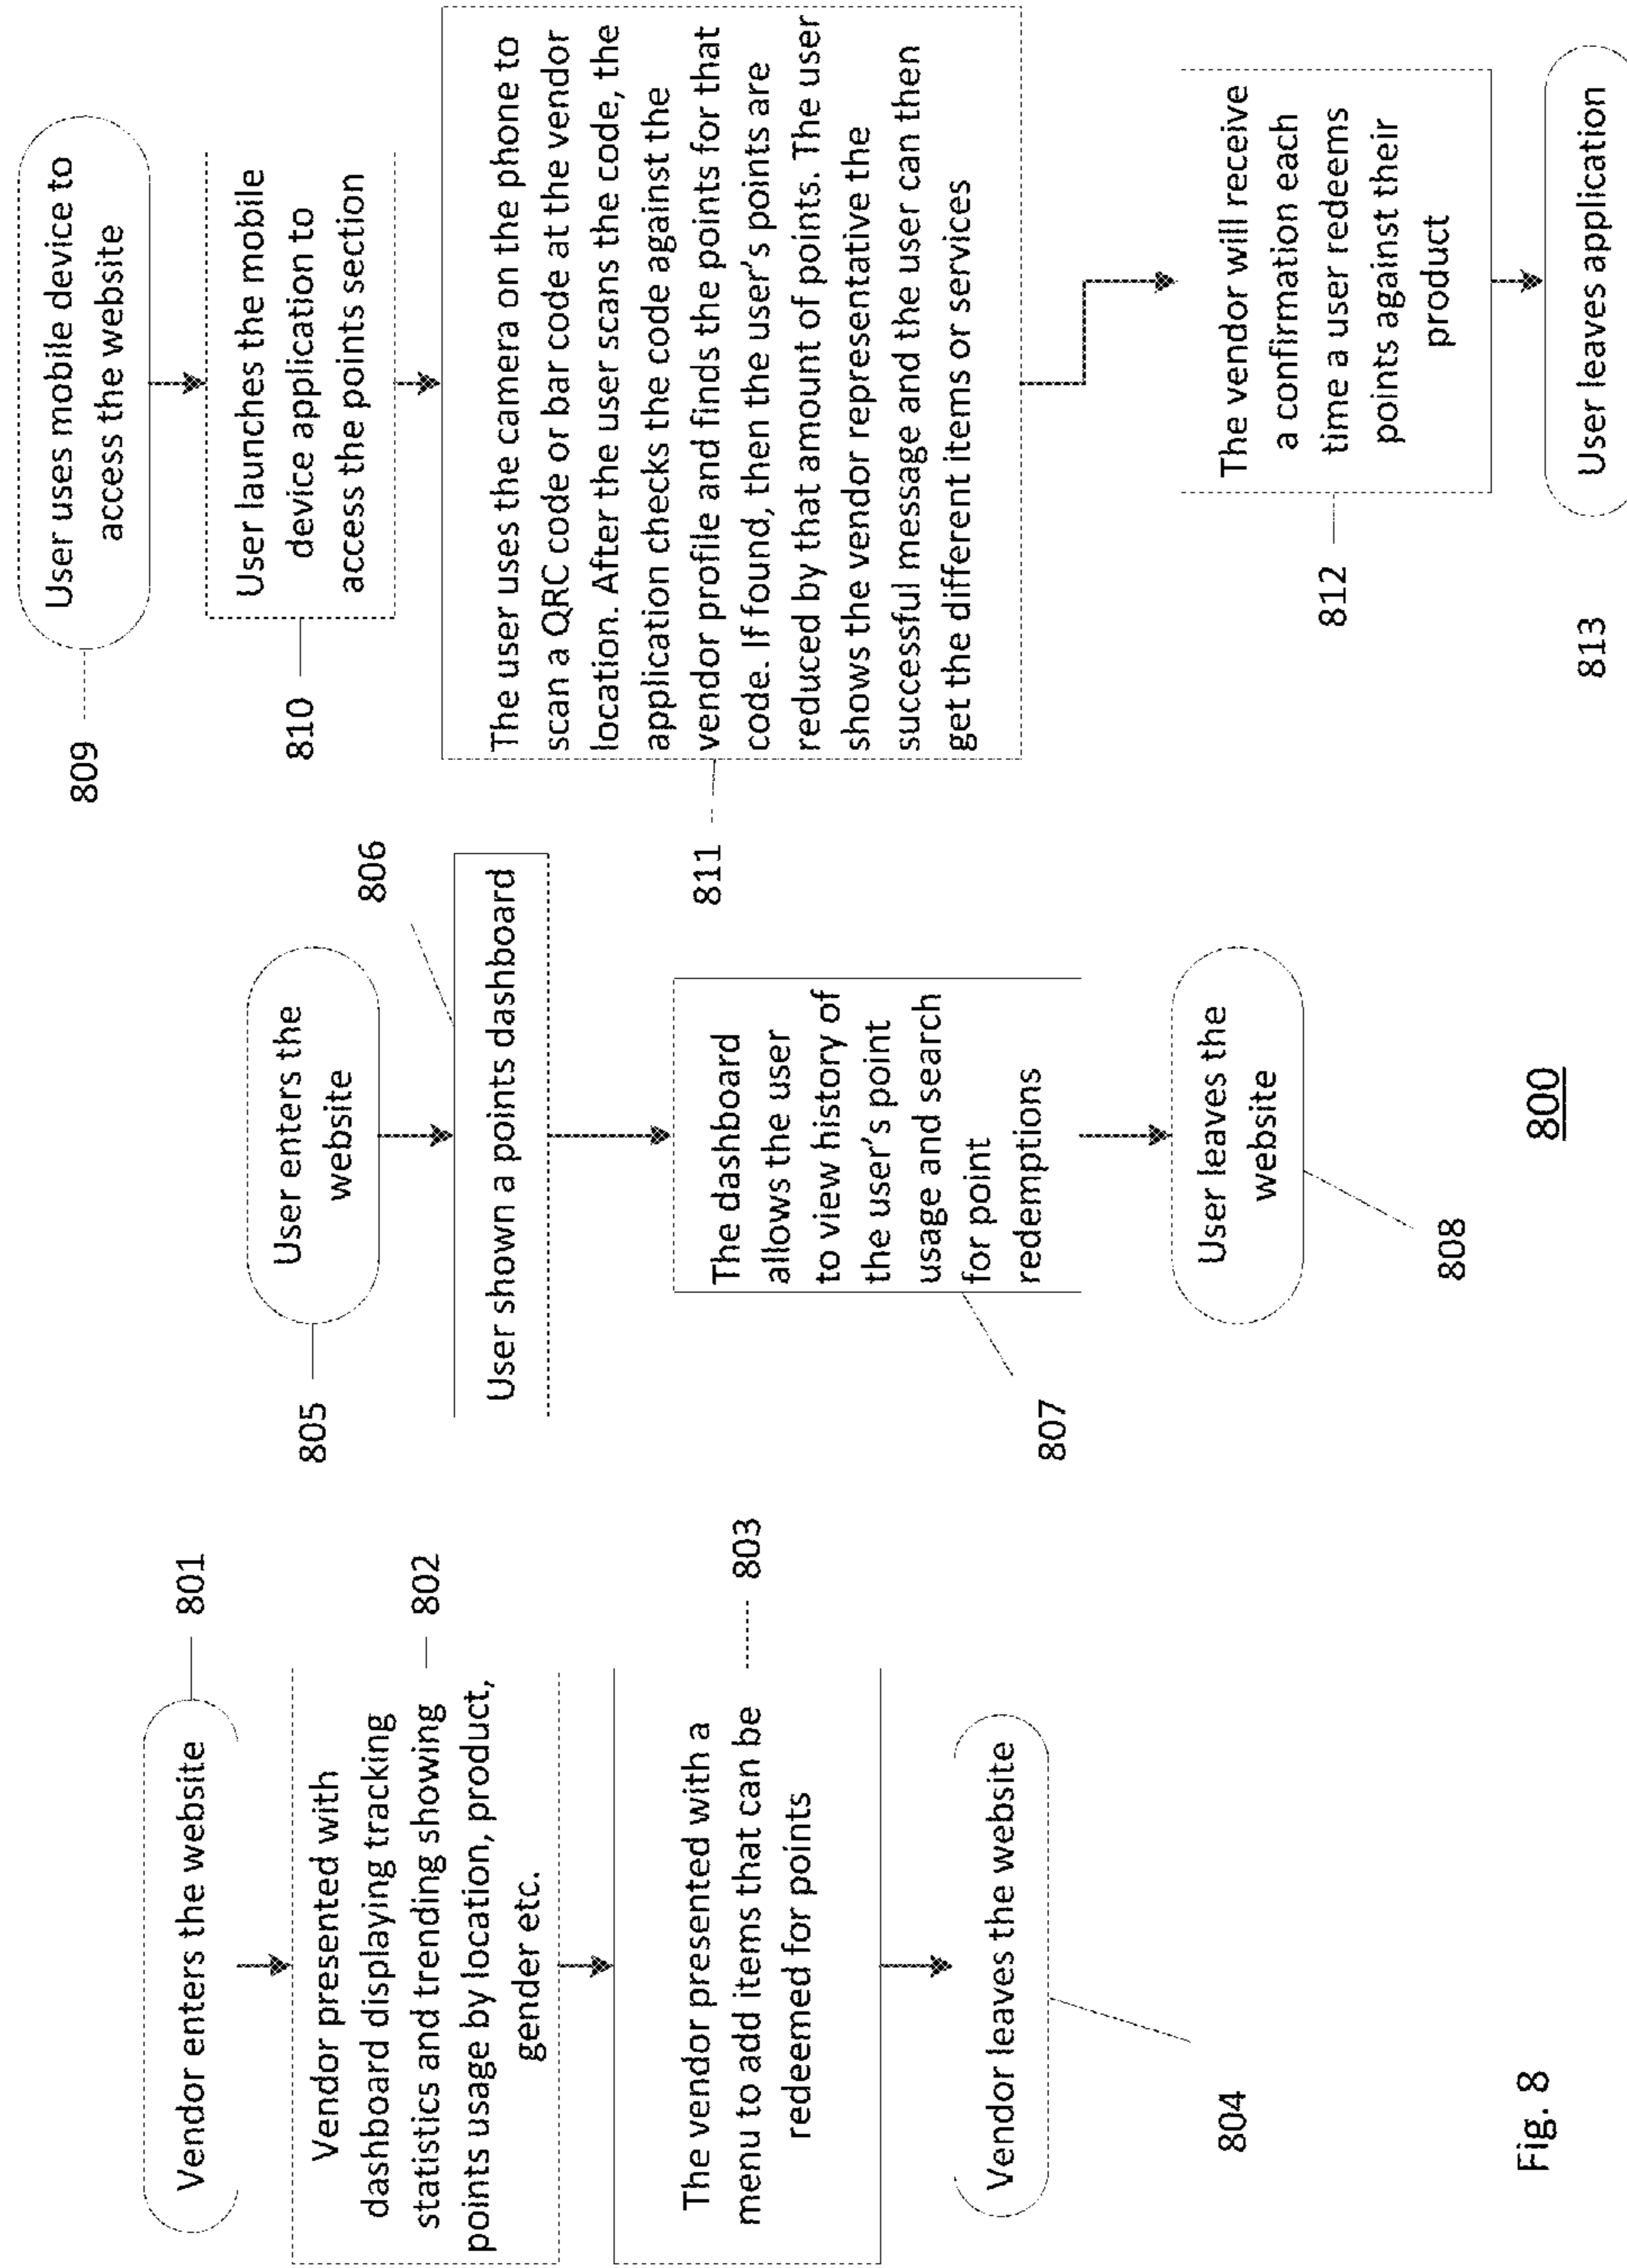 801
Vendor enters the website
802
Vendor presented with
dashboard displaying tracking
statistics and trending showing
points usage by location, product,
gender etc.
803
The vendor presented with a
menu to add items that can be
redeemed for points
Vendor leaves the website
804
805
User enters the
website
806
User shown a points dashboard
The dashboard
allows the user
to view history of
the user's point
usage and search
for point
redemptions
807
User leaves the
website
808
809
User uses mobile device to
access the website
810
User launches the mobile
device application to
access the points section
811
The user uses the camera on the phone to
scan a QRC code or bar code at the vendor
location. After the user scans the code, the
application checks the code against the
vendor profile and finds the points for that
code. If found, then the user's points are
reduced by that amount of points. The user
shows the vendor representative the
successful message and the user can then
get the different items or services
812
The vendor will receive
a confirmation each
time a user redeems
points against their
product
813
User leaves application
800
Fig. 8